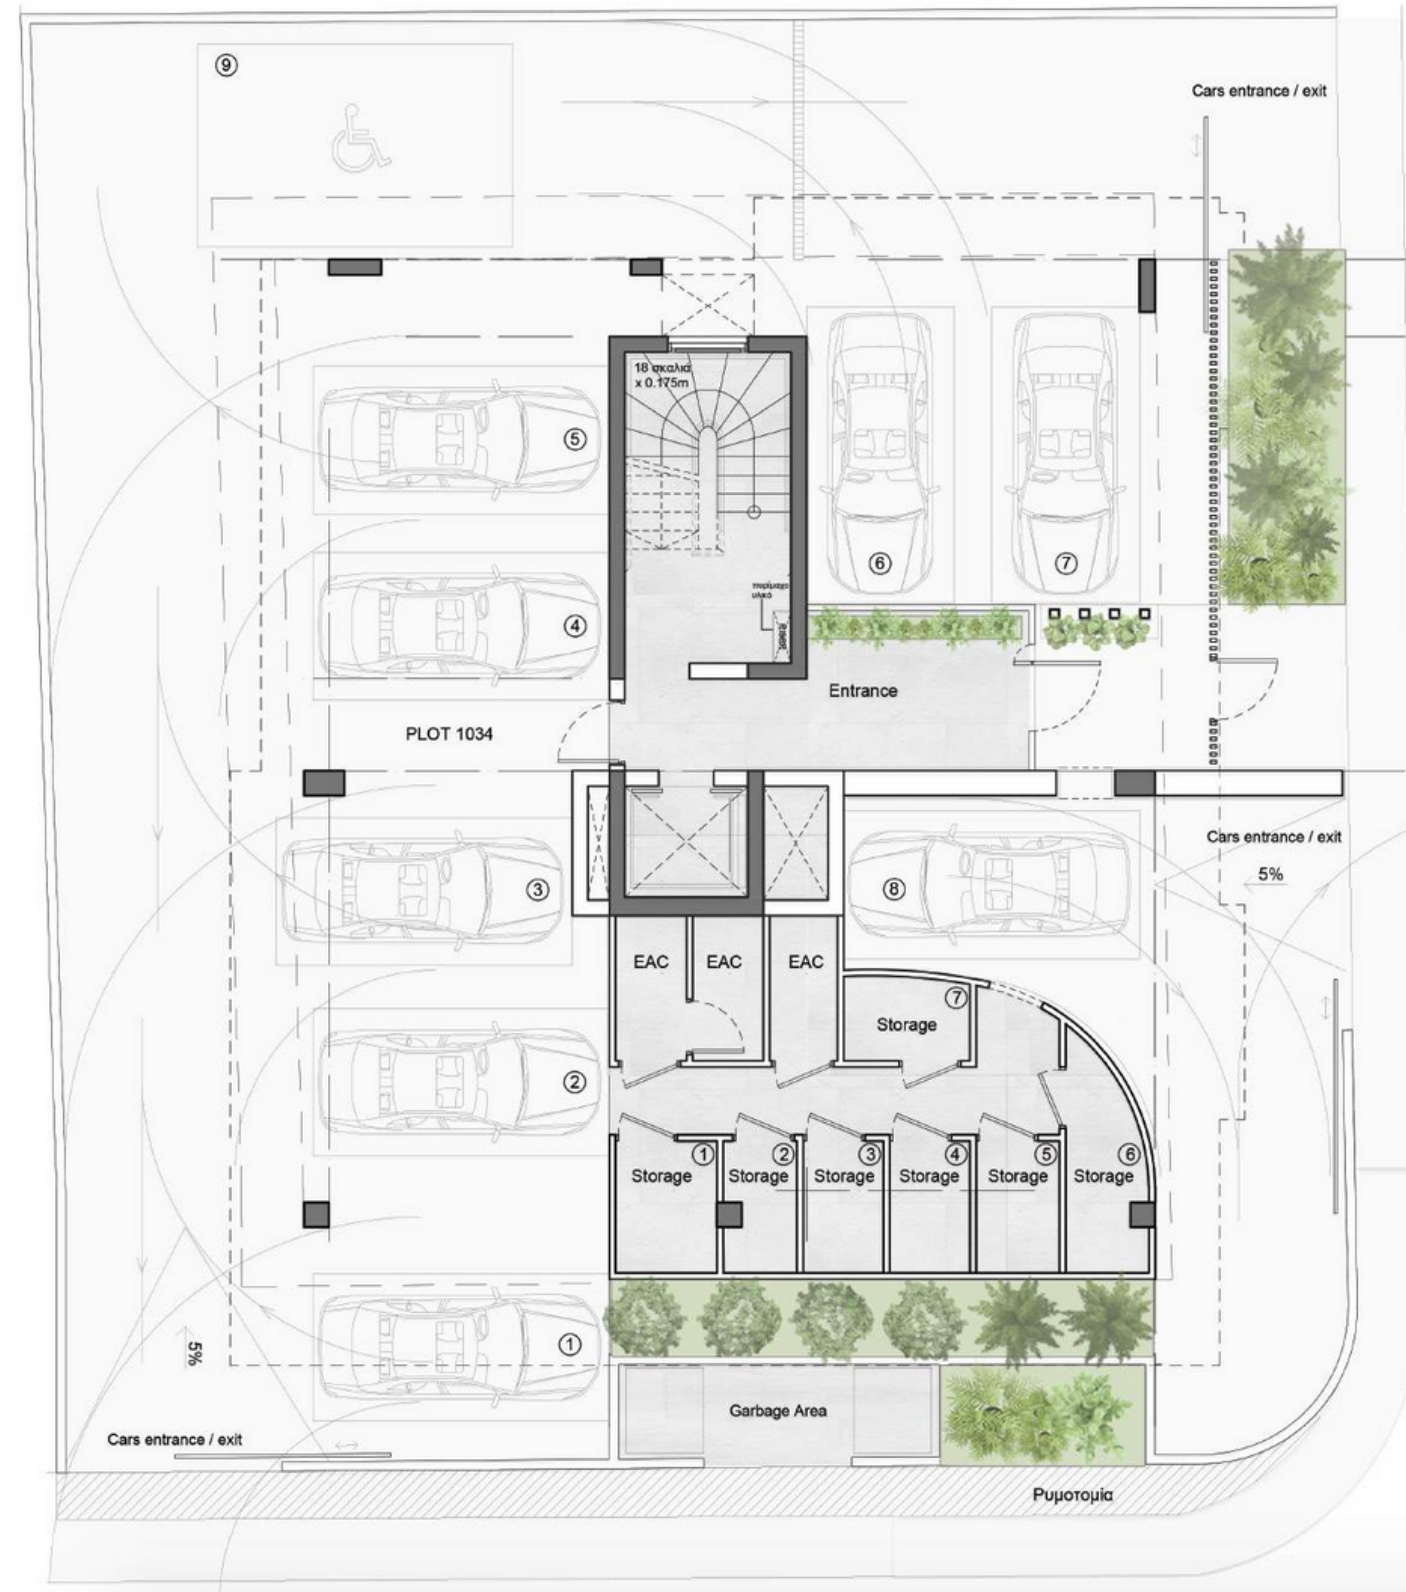 ⑨
Cars entrance / exit
18 σκαλιά
x 0.175m
⑤
⑥
⑦
πυρίμαχο
υλικό
④
Entrance
PLOT 1034
Cars entrance / exit
5%
③
⑧
EAC
EAC
EAC
⑦
Storage
②
①
Storage
②
Storage
③
Storage
④
Storage
⑤
Storage
⑥
Storage
①
5%
Garbage Area
Cars entrance / exit
Ρυμοτομία